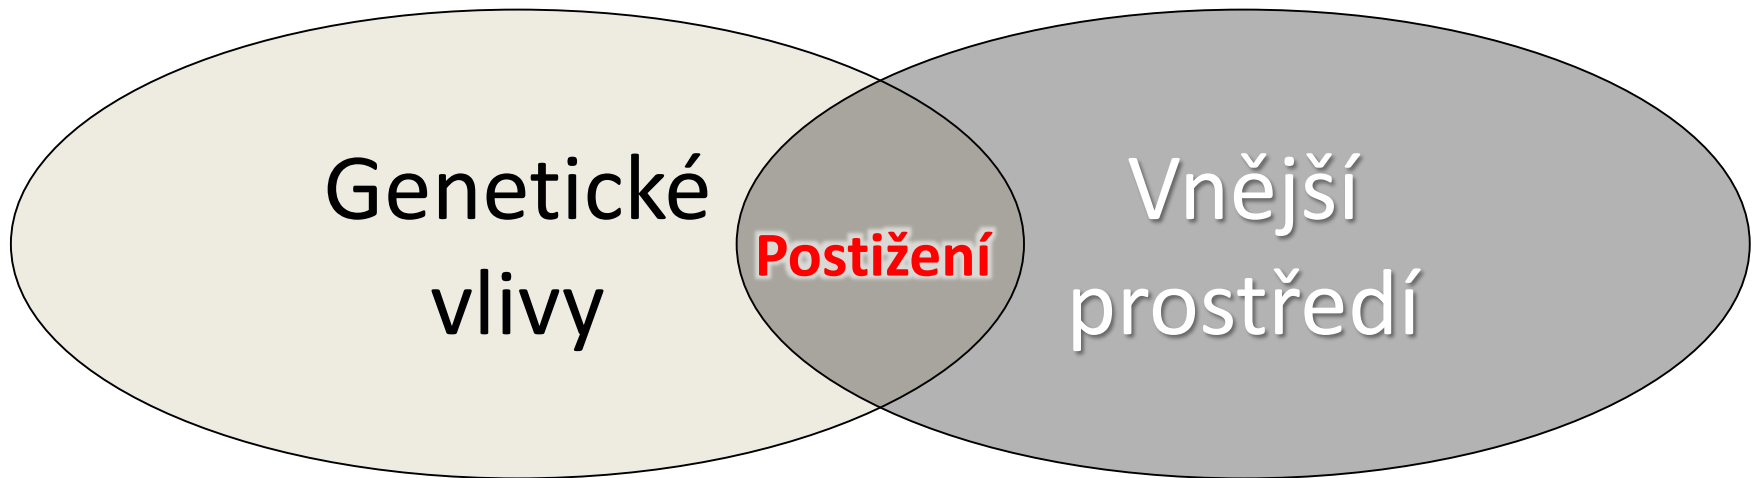 Genetické
vlivy
Postižení
Vnější
prostředí